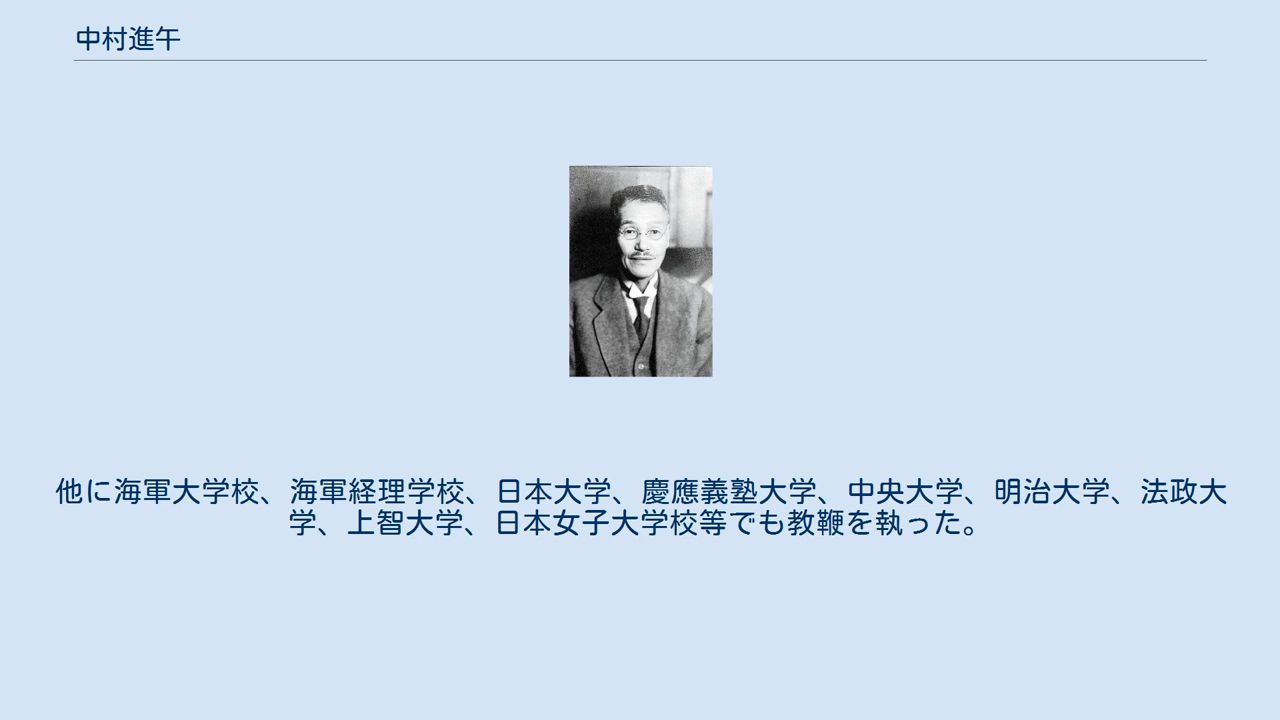 中村進午
他に海軍大学校、海軍経理学校、日本大学、慶應義塾大学、中央大学、明治大学、法政大
学、上智大学、日本女子大学校等でも教鞭を執った。